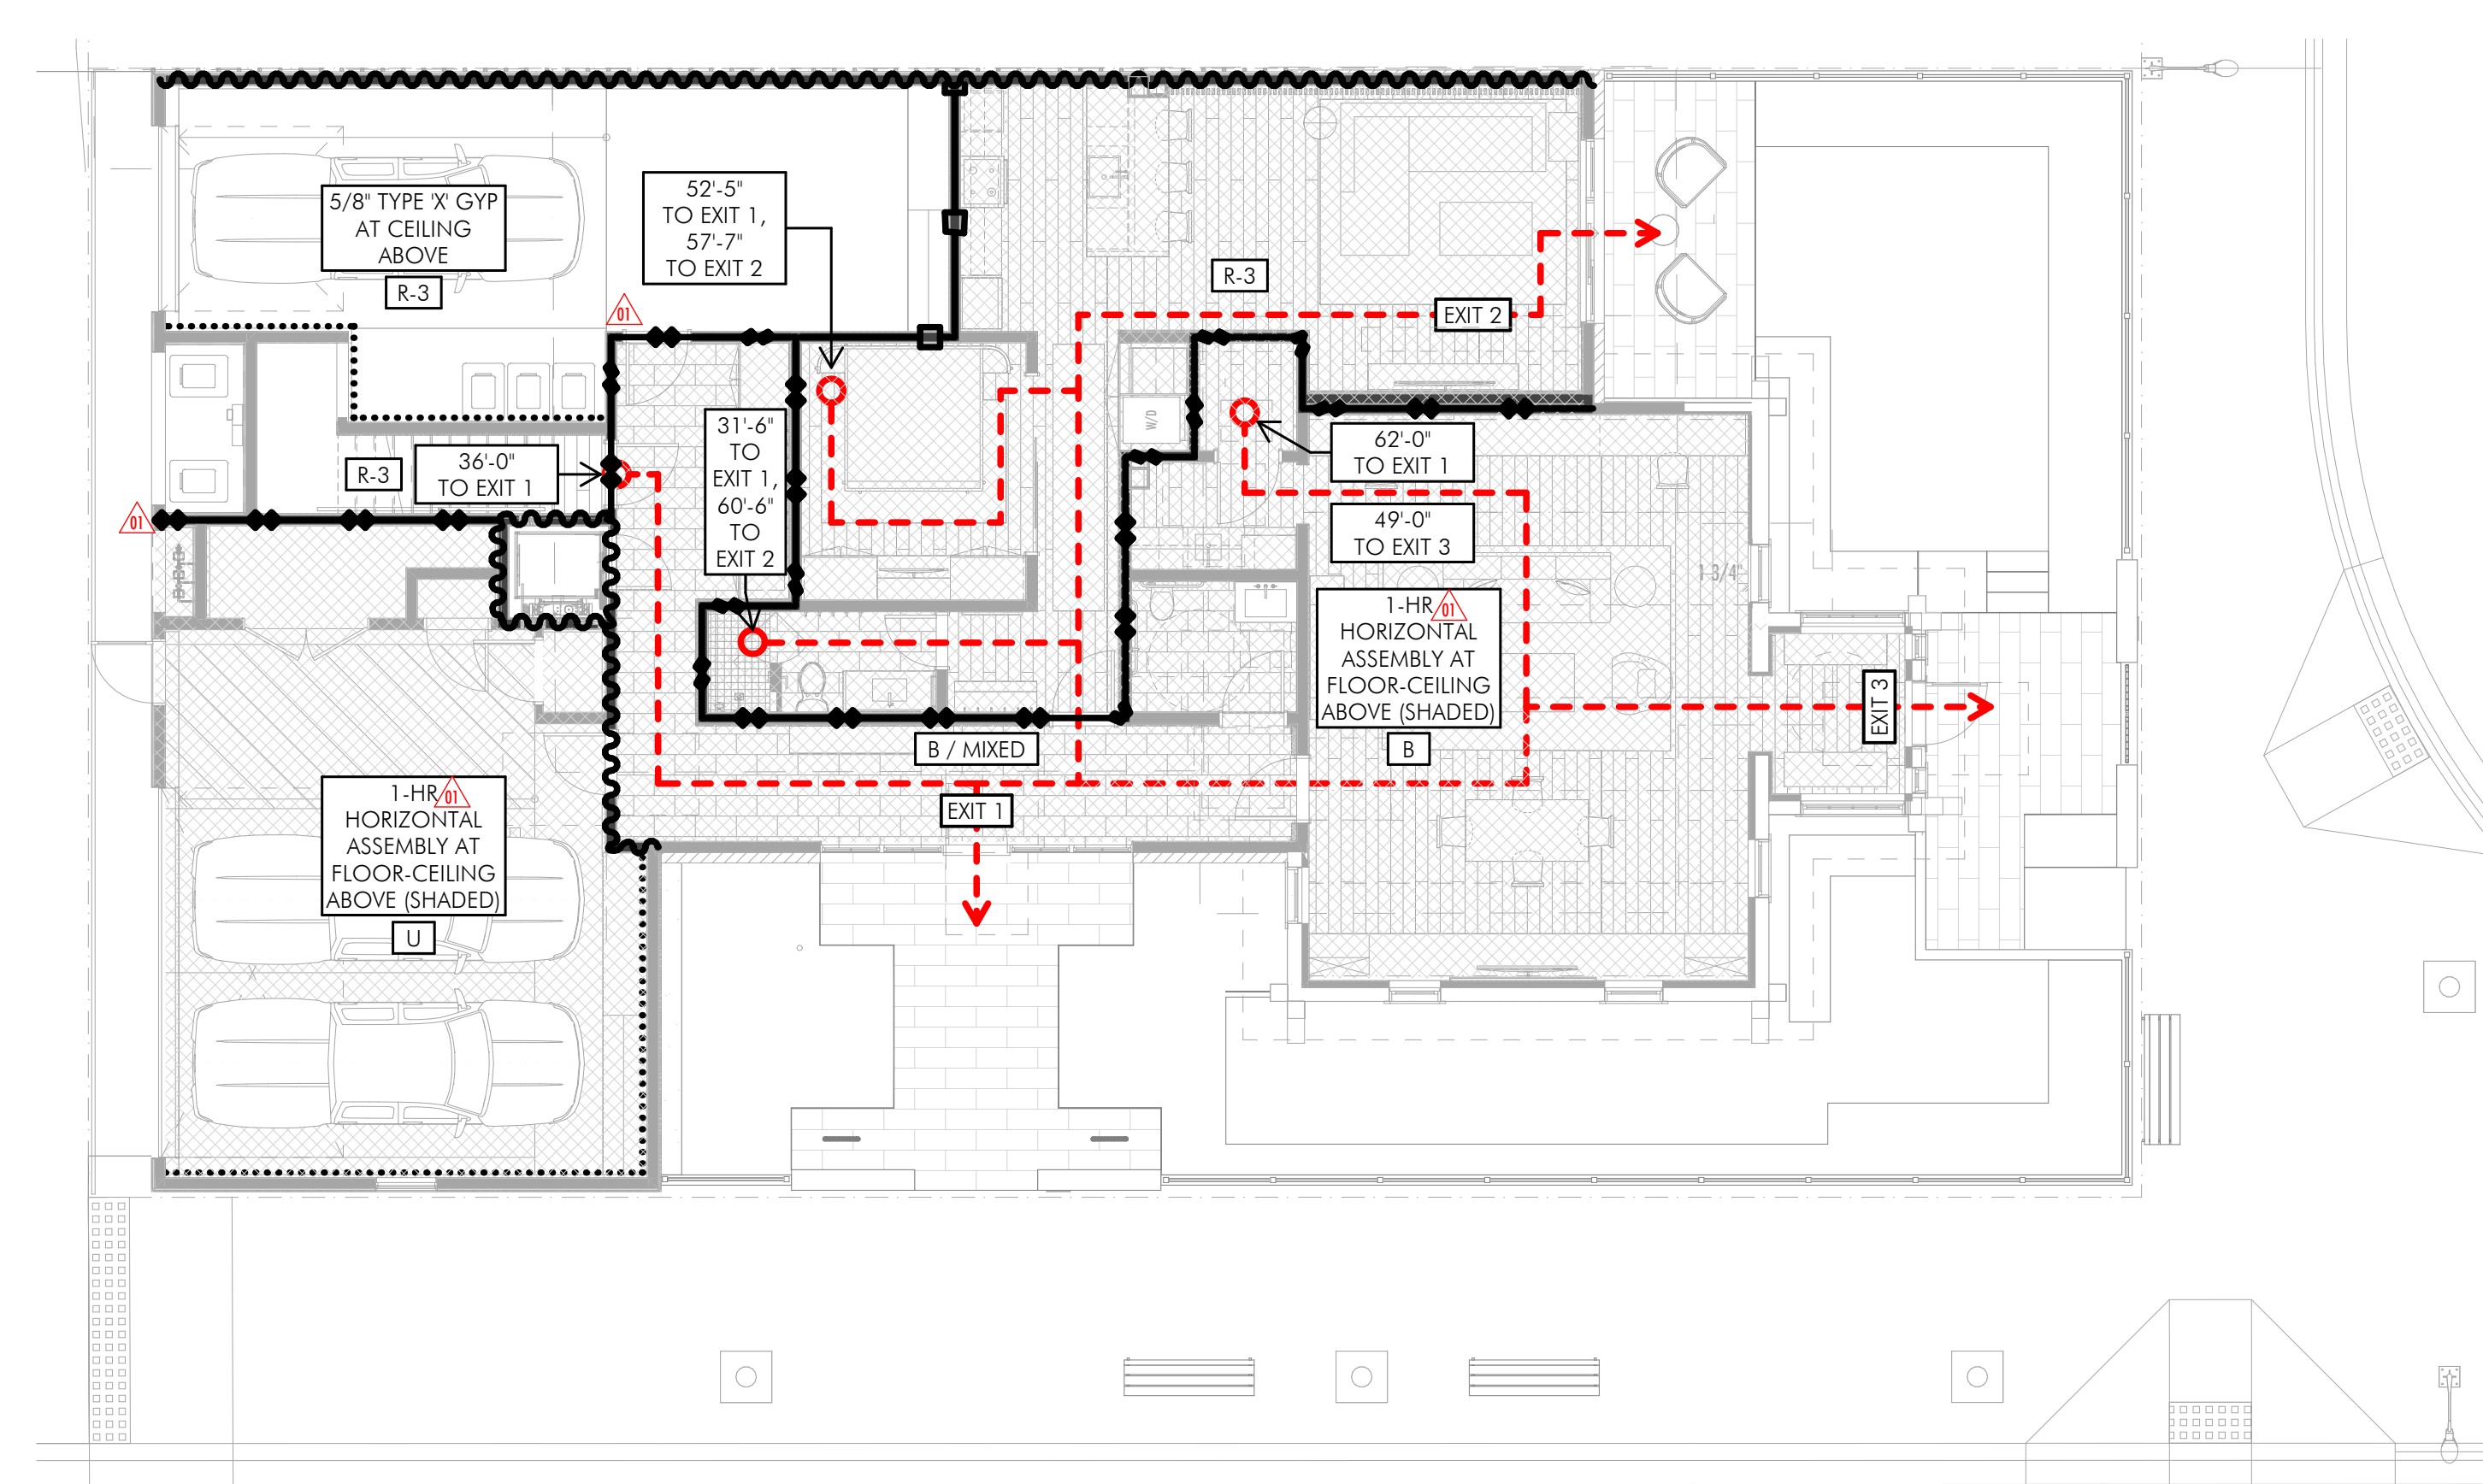 5/8" TYPE 'X' GYP
AT CEILING
ABOVE
R-3
52'-5"
TO EXIT 1,
57'-7"
TO EXIT 2
01
R-3
EXIT 2
31'-6"
TO
EXIT 1,
60'-6"
TO
EXIT 2
W/D
62'-0"
TO EXIT 1
R-3
36'-0"
TO EXIT 1
01
49'-0"
TO EXIT 3
1 3/4"
1-HR 01
HORIZONTAL
ASSEMBLY AT
FLOOR-CEILING
ABOVE (SHADED)
B
EXIT 3
B / MIXED
EXIT 1
1-HR 01
HORIZONTAL
ASSEMBLY AT
FLOOR-CEILING
ABOVE (SHADED)
U